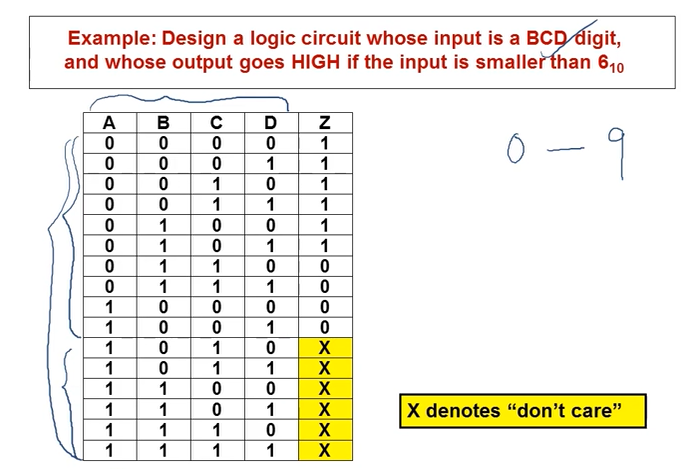 Example: Design a logic circuit whose input is a BCD digit,
and whose output goes HIGH if the input is smaller than 6₁₀
A B C D Z
0 0 0 0 1
0 0 0 1 1
0 0 1 0 1
0 0 1 1 1
0 1 0 0 1
0 1 0 1 1
0 1 1 0 0
0 1 1 1 0
1 0 0 0 0
1 0 0 1 0
1 0 1 0 X
1 0 1 1 X
1 1 0 0 X
1 1 0 1 X
1 1 1 0 X
1 1 1 1 X
0 — 9
X denotes “don’t care”